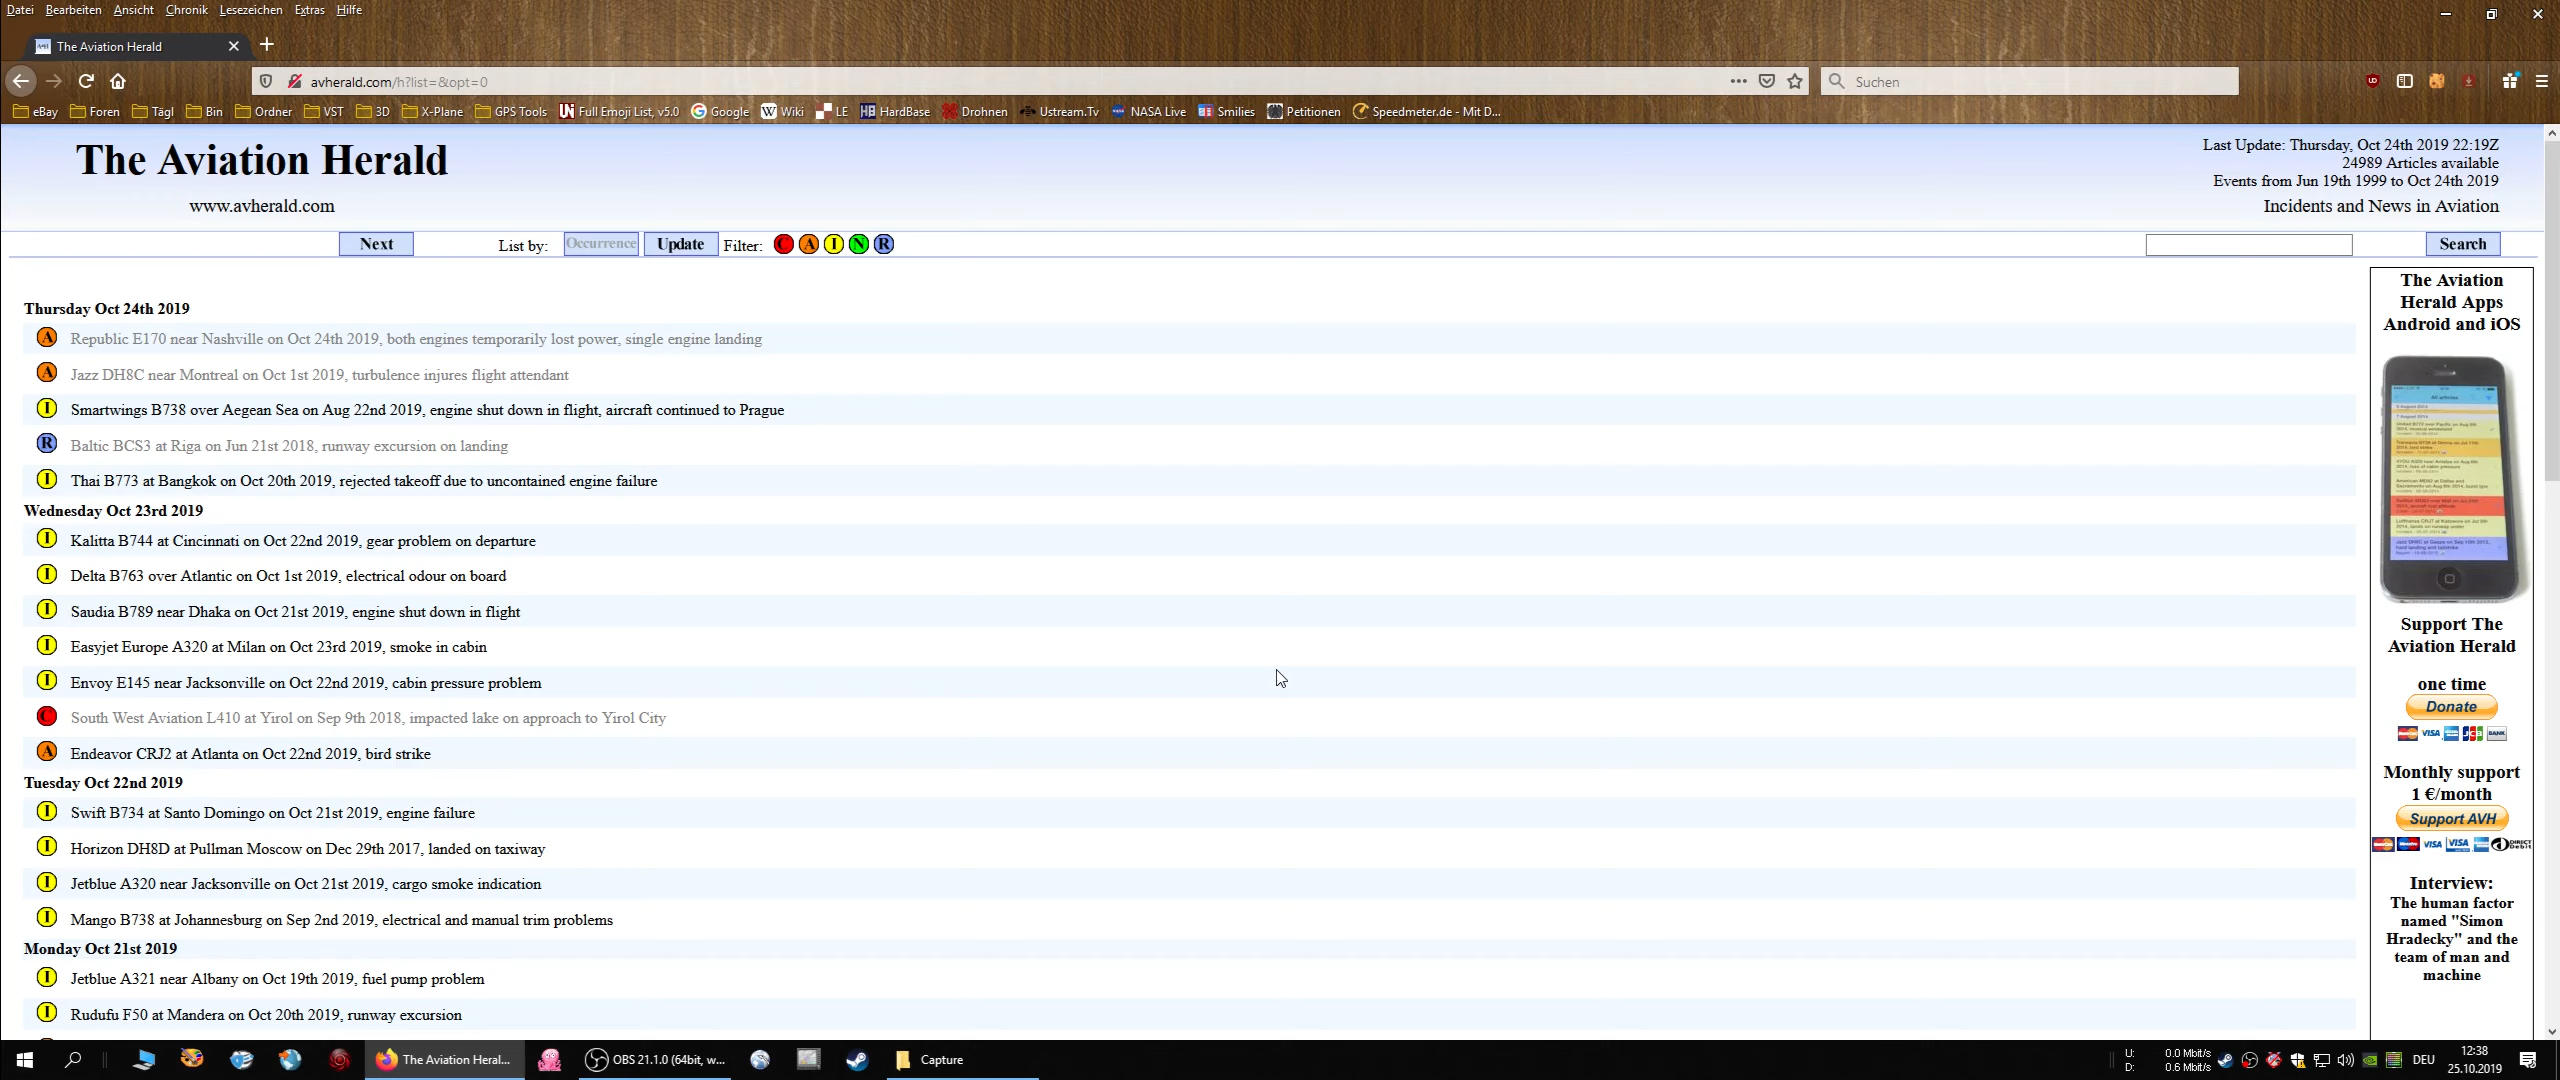 Datei Bearbeiten Ansicht Chronik Lesezeichen Extras Hilfe
The Aviation Herald
avherald.com/h?list=&opt=0
Suchen
eBay Foren Tägl Bin Ordner VST 3D X-Plane GPS Tools Full Emoji List, v5.0 Google Wiki LE HardBase Drohnen Ustream.Tv NASA Live Smilies Petitionen Speedmeter.de - Mit D...
The Aviation Herald
www.avherald.com
Last Update: Thursday, Oct 24th 2019 22:19Z
24989 Articles available
Events from Jun 19th 1999 to Oct 24th 2019
Incidents and News in Aviation
Next List by: Occurrence Update Filter: C A I N R Search
Thursday Oct 24th 2019
A Republic E170 near Nashville on Oct 24th 2019, both engines temporarily lost power, single engine landing
A Jazz DH8C near Montreal on Oct 1st 2019, turbulence injures flight attendant
I Smartwings B738 over Aegean Sea on Aug 22nd 2019, engine shut down in flight, aircraft continued to Prague
R Baltic BCS3 at Riga on Jun 21st 2018, runway excursion on landing
I Thai B773 at Bangkok on Oct 20th 2019, rejected takeoff due to uncontained engine failure
Wednesday Oct 23rd 2019
I Kalitta B744 at Cincinnati on Oct 22nd 2019, gear problem on departure
I Delta B763 over Atlantic on Oct 1st 2019, electrical odour on board
I Saudia B789 near Dhaka on Oct 21st 2019, engine shut down in flight
I Easyjet Europe A320 at Milan on Oct 23rd 2019, smoke in cabin
I Envoy E145 near Jacksonville on Oct 22nd 2019, cabin pressure problem
C South West Aviation L410 at Yirol on Sep 9th 2018, impacted lake on approach to Yirol City
A Endeavor CRJ2 at Atlanta on Oct 22nd 2019, bird strike
Tuesday Oct 22nd 2019
I Swift B734 at Santo Domingo on Oct 21st 2019, engine failure
I Horizon DH8D at Pullman Moscow on Dec 29th 2017, landed on taxiway
I Jetblue A320 near Jacksonville on Oct 21st 2019, cargo smoke indication
I Mango B738 at Johannesburg on Sep 2nd 2019, electrical and manual trim problems
Monday Oct 21st 2019
I Jetblue A321 near Albany on Oct 19th 2019, fuel pump problem
I Rudufu F50 at Mandera on Oct 20th 2019, runway excursion
The Aviation
Herald Apps
Android and iOS
All articles
Support The
Aviation Herald
one time
Donate
VISA JCB BANK
Monthly support
1 €/month
Support AVH
VISA VISA DIRECT Debit
Interview:
The human factor
named "Simon
Hradecky" and the
team of man and
machine
The Aviation Heral... OBS 21.1.0 (64bit, w... Capture
U: 0.0 Mbit/s
D: 0.6 Mbit/s
DEU
12:38
25.10.2019